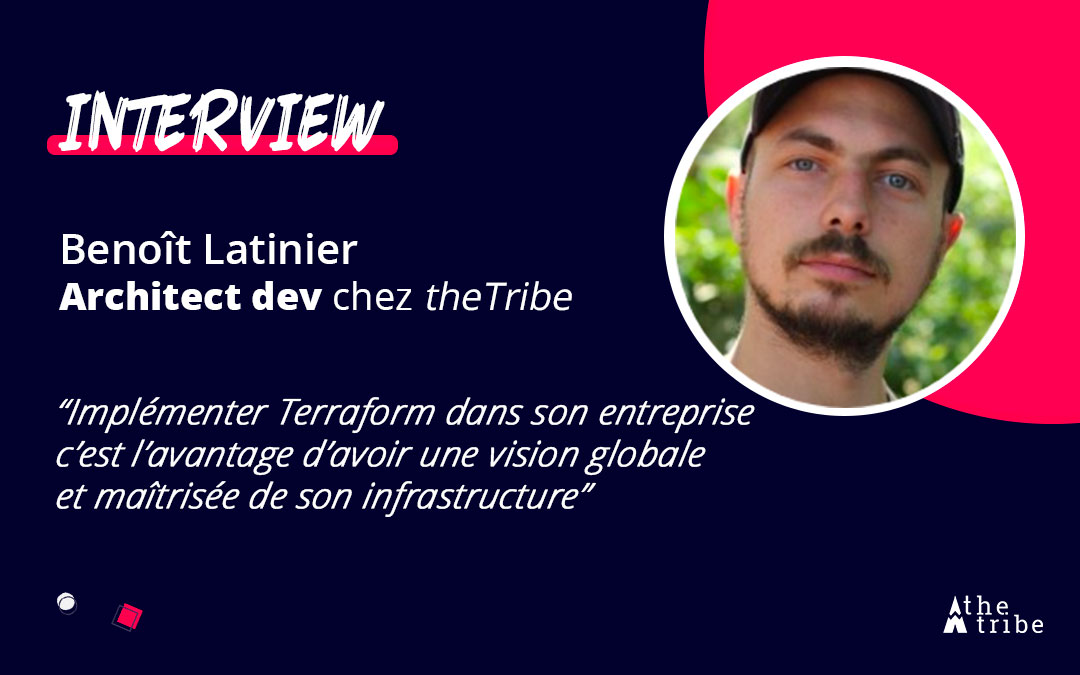 INTERVIEW
Benoît Latinier
Architect dev chez theTribe
“Implémenter Terraform dans son entreprise
c’est l’avantage d’avoir une vision globale
et maîtrisée de son infrastructure”
the
tribe